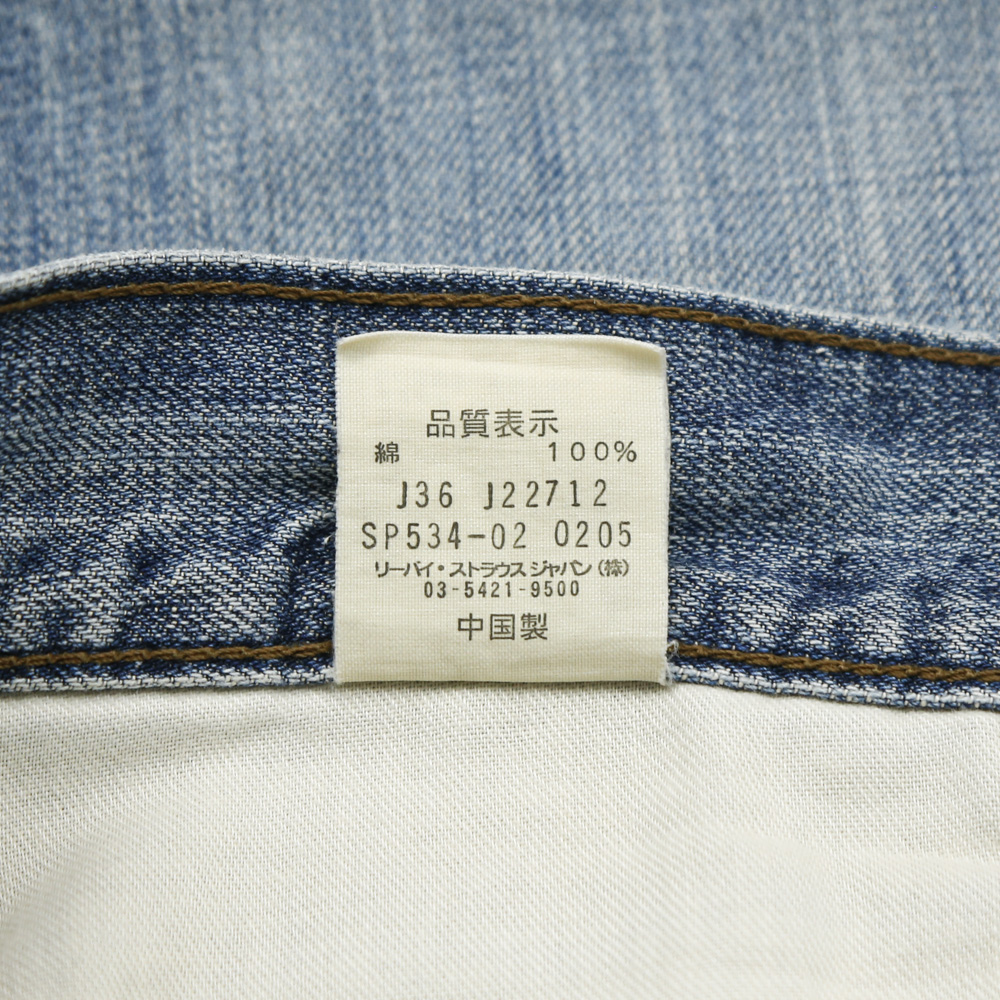 品質表示
綿 100%
J36 J22712
SP534-02 0205
リーバイ・ストラウスジャパン(株)
03-5421-9500
中国製